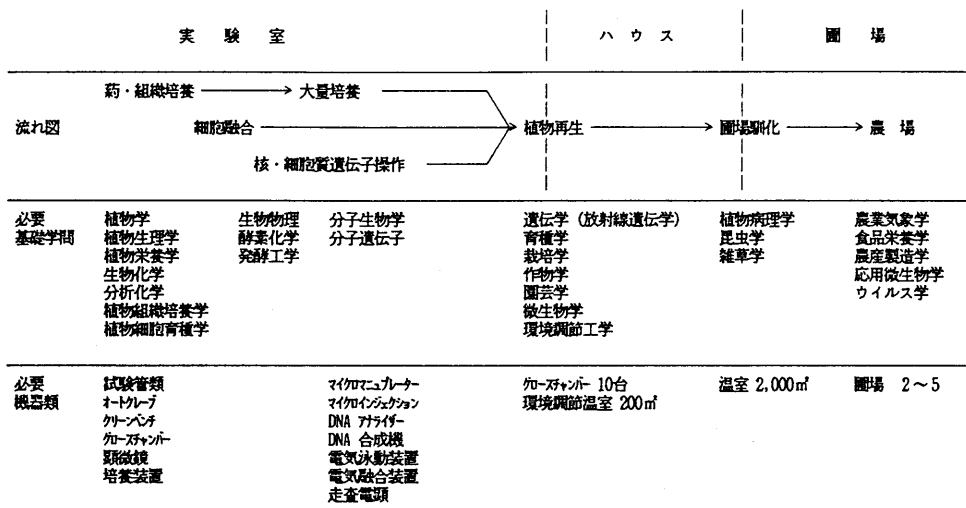 実験室 ハウス 圃場
葯・組織培養 大量培養
流れ図 細胞融合 植物再生 圃場馴化 農場
核・細胞質遺伝子操作
必要 植物学 生物物理 分子生物学 遺伝学(放射線遺伝学) 植物病理学 農業気象学
基礎学問 植物生理学 酵素化学 分子遺伝子 育種学 昆虫学 食品栄養学
植物栄養学 発酵工学 栽培学 雑草学 農産製造学
生物化学 作物学 応用微生物学
分析化学 園芸学 ウイルス学
植物組織培養学 微生物学
植物細胞育種学 環境調節工学
必要 試験管類 マイクロマニュプレーター グロースチャンバー 10台 温室 2,000㎡ 圃場 2~5
機器類 オートクレーブ マイクロインジェクション 環境調節温室 200㎡
クリーンベンチ DNA アナライダー
グロースチャンバー DNA 合成機
顕微鏡 電気泳動装置
培養装置 電気融合装置
走査電顕